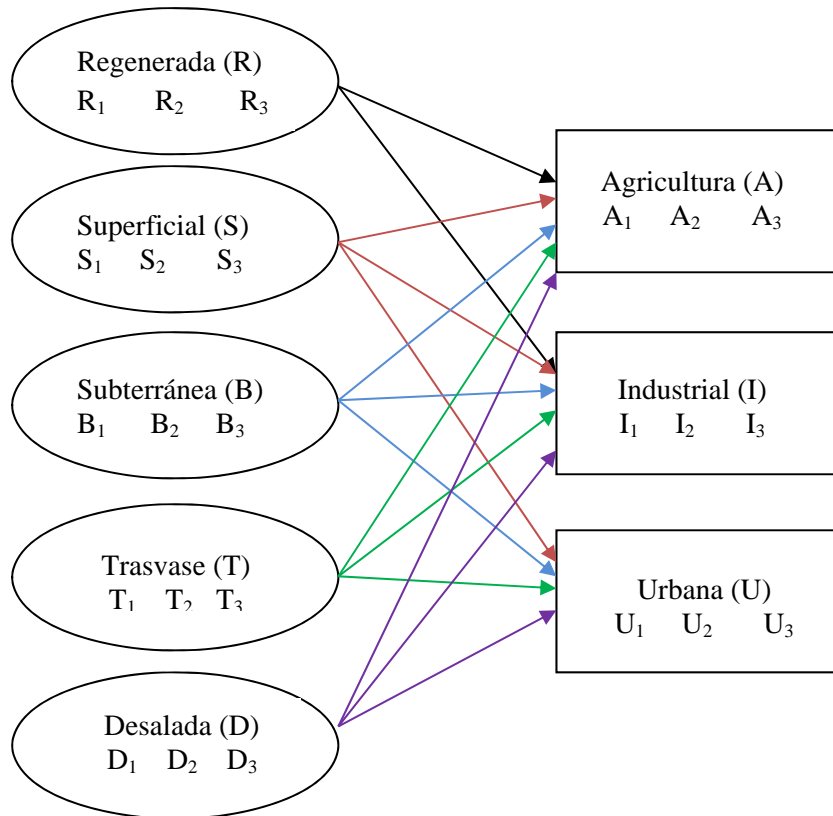 Regenerada (R)
R₁ R₂ R₃
Superficial (S)
S₁ S₂ S₃
Subterránea (B)
B₁ B₂ B₃
Trasvase (T)
T₁ T₂ T₃
Desalada (D)
D₁ D₂ D₃
Agricultura (A)
A₁ A₂ A₃
Industrial (I)
I₁ I₂ I₃
Urbana (U)
U₁ U₂ U₃